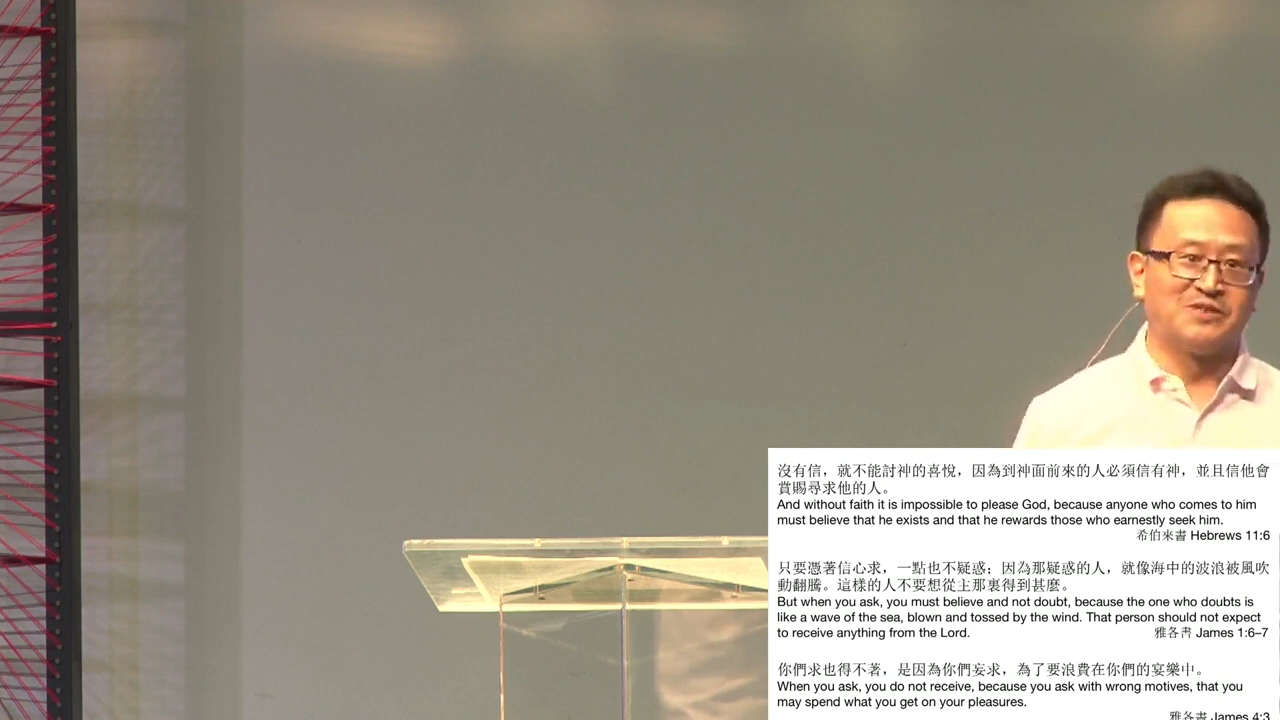 沒有信，就不能討神的喜悅，因為到神面前來的人必須信有神，並且信他會
賞賜尋求他的人。
And without faith it is impossible to please God, because anyone who comes to him
must believe that he exists and that he rewards those who earnestly seek him.
希伯來書 Hebrews 11:6
只要憑著信心求，一點也不疑惑；因為那疑惑的人，就像海中的波浪被風吹
動翻騰。這樣的人不要想從主那裏得到甚麼。
But when you ask, you must believe and not doubt, because the one who doubts is
like a wave of the sea, blown and tossed by the wind. That person should not expect
to receive anything from the Lord. 雅各書 James 1:6–7
你們求也得不著，是因為你們妄求，為了要浪費在你們的宴樂中。
When you ask, you do not receive, because you ask with wrong motives, that you
may spend what you get on your pleasures.
雅各書 James 4:3